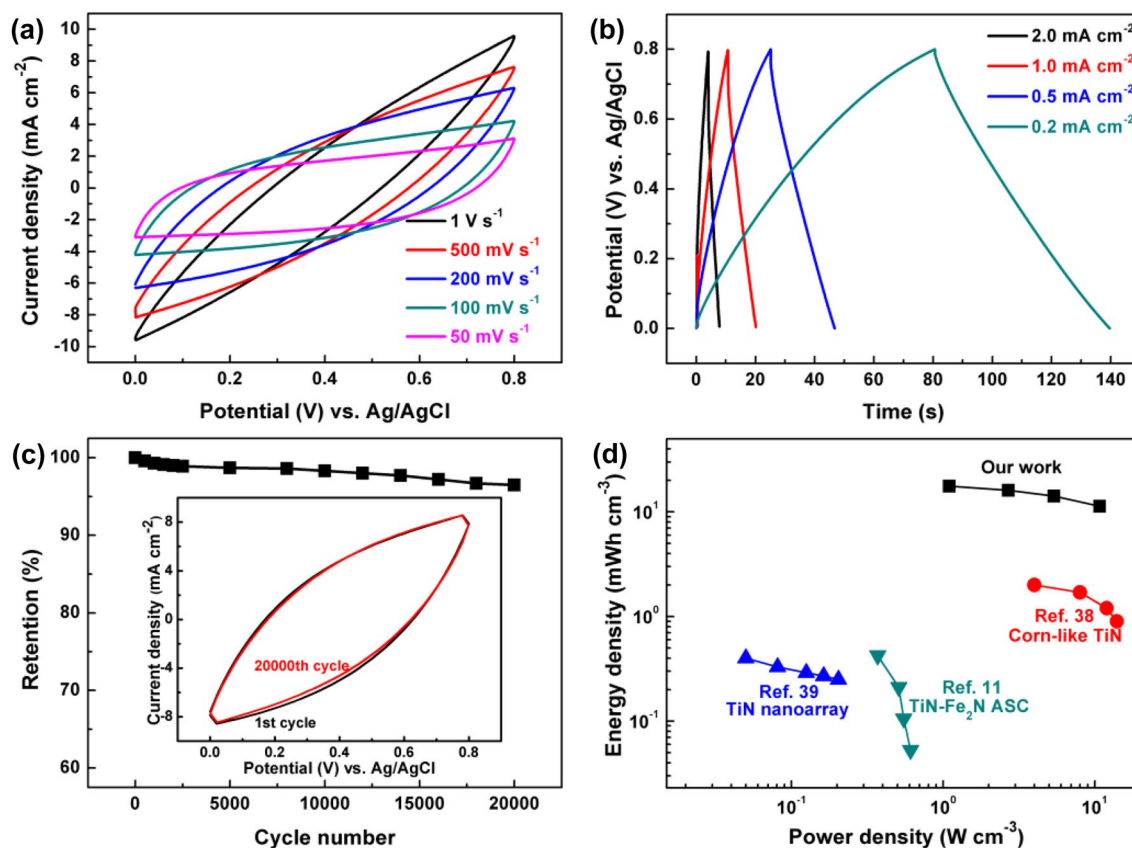 (a)
10
8
6
4
2
0
-2
-4
-6
-8
-10
Current density (mA cm⁻²)
1 V s⁻¹
500 mV s⁻¹
200 mV s⁻¹
100 mV s⁻¹
50 mV s⁻¹
0.0 0.2 0.4 0.6 0.8
Potential (V) vs. Ag/AgCl
(b)
0.8
0.6
0.4
0.2
0.0
Potential (V) vs. Ag/AgCl
2.0 mA cm⁻²
1.0 mA cm⁻²
0.5 mA cm⁻²
0.2 mA cm⁻²
0 20 40 60 80 100 120 140
Time (s)
(c)
100
90
80
70
60
Retention (%)
8
4
0
-4
-8
Current density (mA cm⁻²)
20000th cycle
1st cycle
0.0 0.2 0.4 0.6 0.8
Potential (V) vs. Ag/AgCl
0 5000 10000 15000 20000
Cycle number
(d)
10¹
10⁰
10⁻¹
Energy density (mWh cm⁻³)
Our work
Ref. 38
Corn-like TiN
Ref. 39
TiN nanoarray
Ref. 11
TiN-Fe₂N ASC
10⁻¹ 10⁰ 10¹
Power density (W cm⁻³)